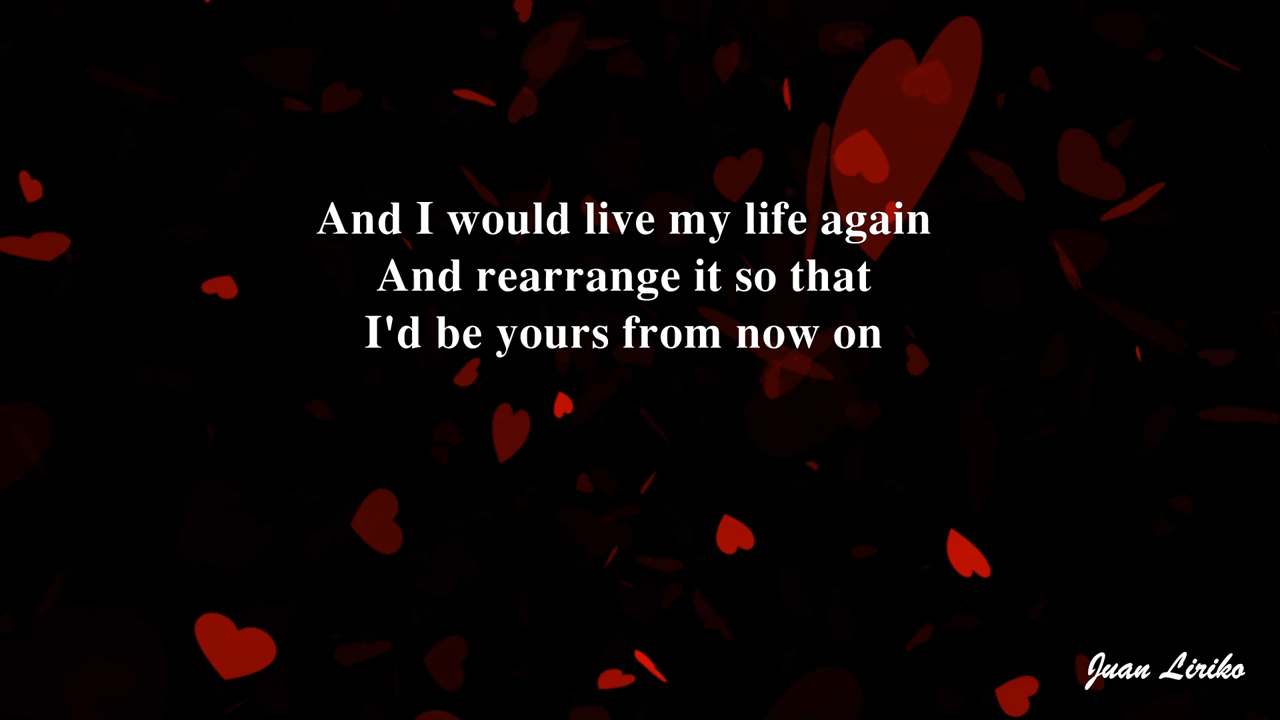 And I would live my life again
And rearrange it so that
I'd be yours from now on
Juan Liriko